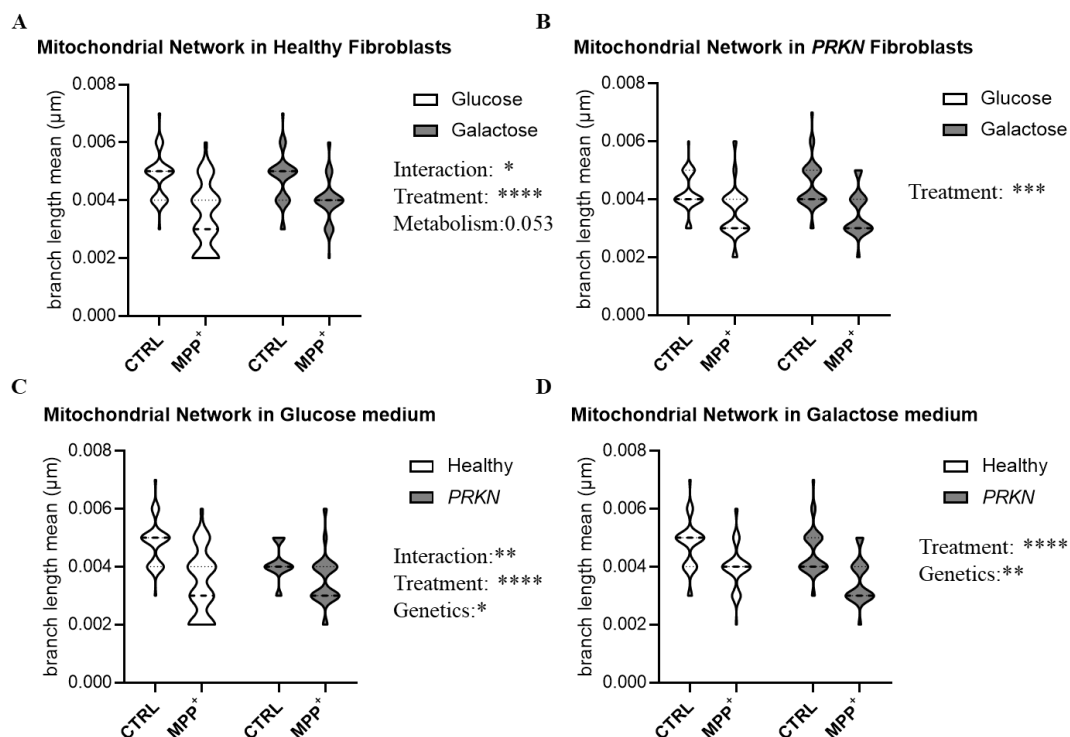 A
Mitochondrial Network in Healthy Fibroblasts
branch length mean (µm)
0.008
0.006
0.004
0.002
0.000
CTRL
MPP⁺
CTRL
MPP⁺
Glucose
Galactose
Interaction: *
Treatment: ****
Metabolism:0.053
B
Mitochondrial Network in PRKN Fibroblasts
branch length mean (µm)
0.008
0.006
0.004
0.002
0.000
CTRL
MPP⁺
CTRL
MPP⁺
Glucose
Galactose
Treatment: ***
C
Mitochondrial Network in Glucose medium
branch length mean (µm)
0.008
0.006
0.004
0.002
0.000
CTRL
MPP⁺
CTRL
MPP⁺
Healthy
PRKN
Interaction:**
Treatment: ****
Genetics:*
D
Mitochondrial Network in Galactose medium
branch length mean (µm)
0.008
0.006
0.004
0.002
0.000
CTRL
MPP⁺
CTRL
MPP⁺
Healthy
PRKN
Treatment: ****
Genetics:**